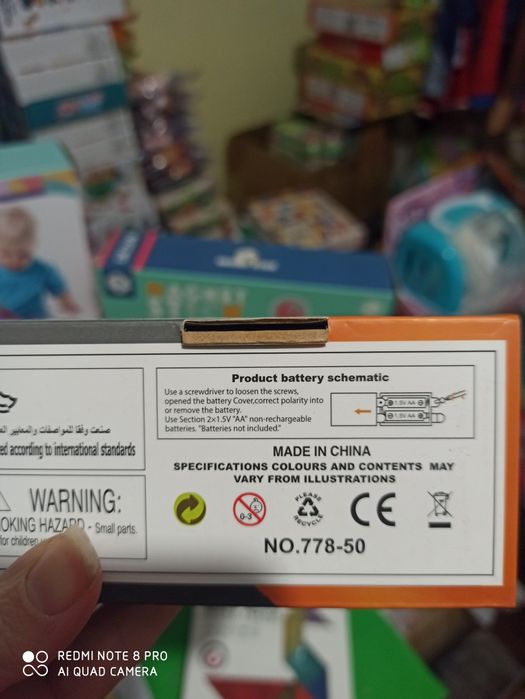 Product battery schematic
Use a screwdriver to loosen the screws,
opened the battery Cover,correct polarity into
or remove the battery.
Use Section 2×1.5V "AA" non-rechargeable
batteries. "Batteries not included."
1.5V AA
1.5V AA
صنعت وفقا للمواصفات والمعايير
ed according to international standards
MADE IN CHINA
SPECIFICATIONS COLOURS AND CONTENTS MAY
VARY FROM ILLUSTRATIONS
WARNING:
OKING HAZARD - Small parts.
for children
0-3
PLEASE
RECYCLE
CE
NO.778-50
REDMI NOTE 8 PRO
AI QUAD CAMERA